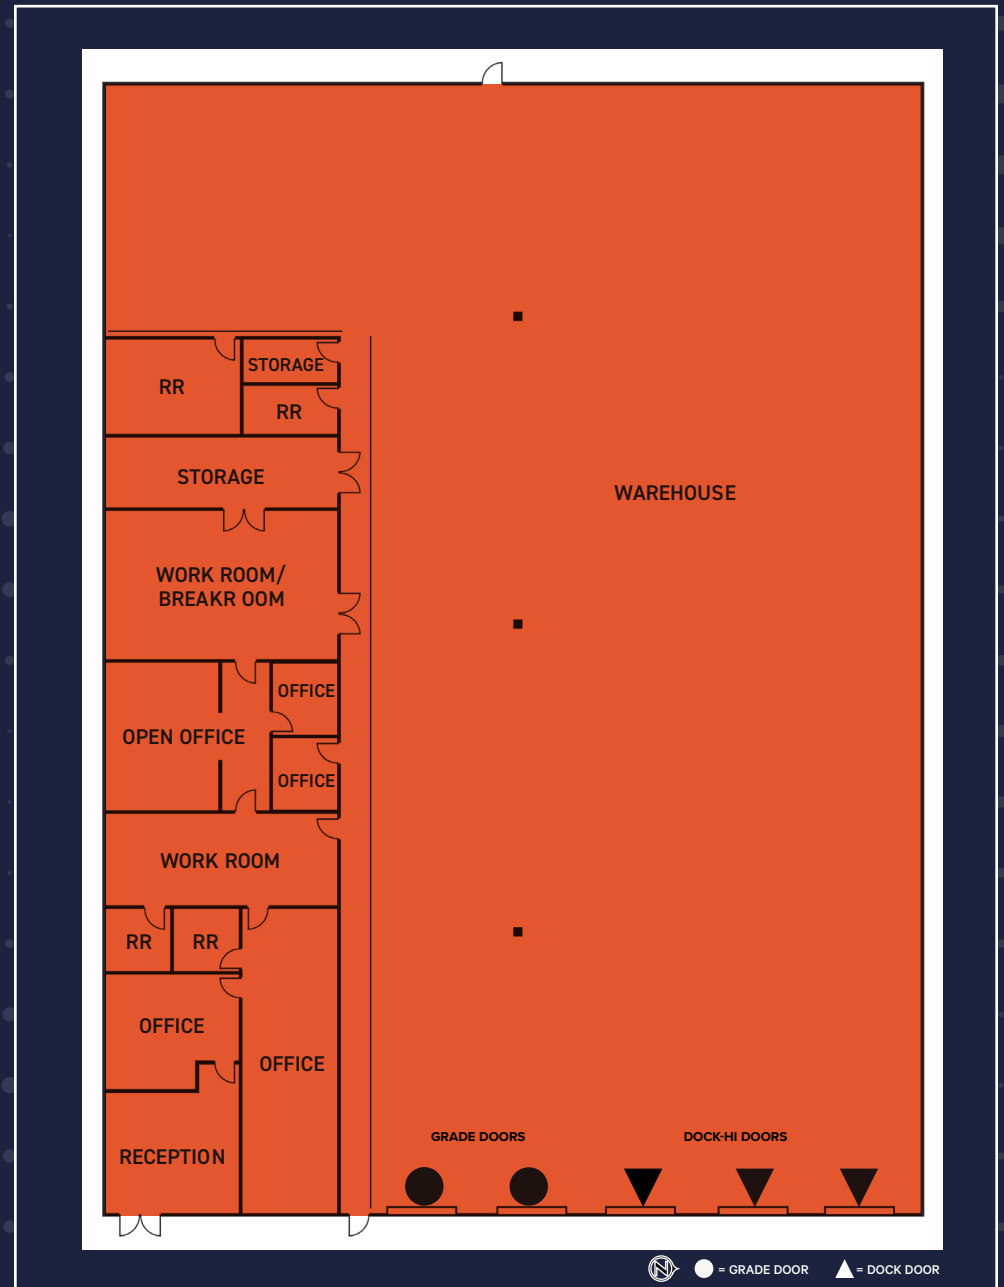 STORAGE
RR
RR
STORAGE
WAREHOUSE
WORK ROOM/
BREAKR OOM
OFFICE
OPEN OFFICE
OFFICE
WORK ROOM
RR
RR
OFFICE
OFFICE
GRADE DOORS
DOCK-HI DOORS
RECEPTION
N
= GRADE DOOR
= DOCK DOOR